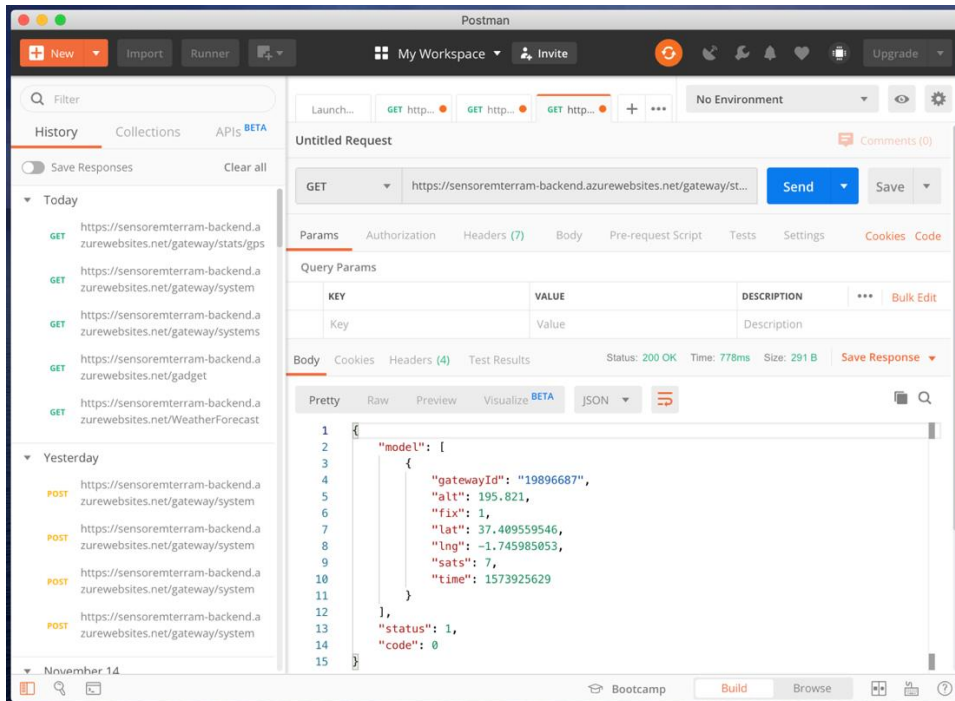 Postman
New
Import
Runner
My Workspace
Invite
Upgrade
Filter
History Collections APIs BETA
Save Responses Clear all
Today
GET https://sensoremterram-backend.a
zurewebsites.net/gateway/stats/gps
GET https://sensoremterram-backend.a
zurewebsites.net/gateway/system
GET https://sensoremterram-backend.a
zurewebsites.net/gateway/systems
GET https://sensoremterram-backend.a
zurewebsites.net/gadget
GET https://sensoremterram-backend.a
zurewebsites.net/WeatherForecast
Yesterday
POST https://sensoremterram-backend.a
zurewebsites.net/gateway/system
POST https://sensoremterram-backend.a
zurewebsites.net/gateway/system
POST https://sensoremterram-backend.a
zurewebsites.net/gateway/system
POST https://sensoremterram-backend.a
zurewebsites.net/gateway/system
November 14
Launch... GET http... GET http... GET http... + •••
No Environment
Untitled Request
Comments (0)
GET https://sensoremterram-backend.azurewebsites.net/gateway/st... Send Save
Params Authorization Headers (7) Body Pre-request Script Tests Settings Cookies Code
Query Params
KEY VALUE DESCRIPTION ••• Bulk Edit
Key Value Description
Body Cookies Headers (4) Test Results Status: 200 OK Time: 778ms Size: 291 B Save Response
Pretty Raw Preview Visualize BETA JSON
1 {
2 "model": [
3 {
4 "gatewayId": "19896687",
5 "alt": 195.821,
6 "fix": 1,
7 "lat": 37.409559546,
8 "lng": -1.745985053,
9 "sats": 7,
10 "time": 1573925629
11 }
12 ],
13 "status": 1,
14 "code": 0
15 }
Bootcamp Build Browse